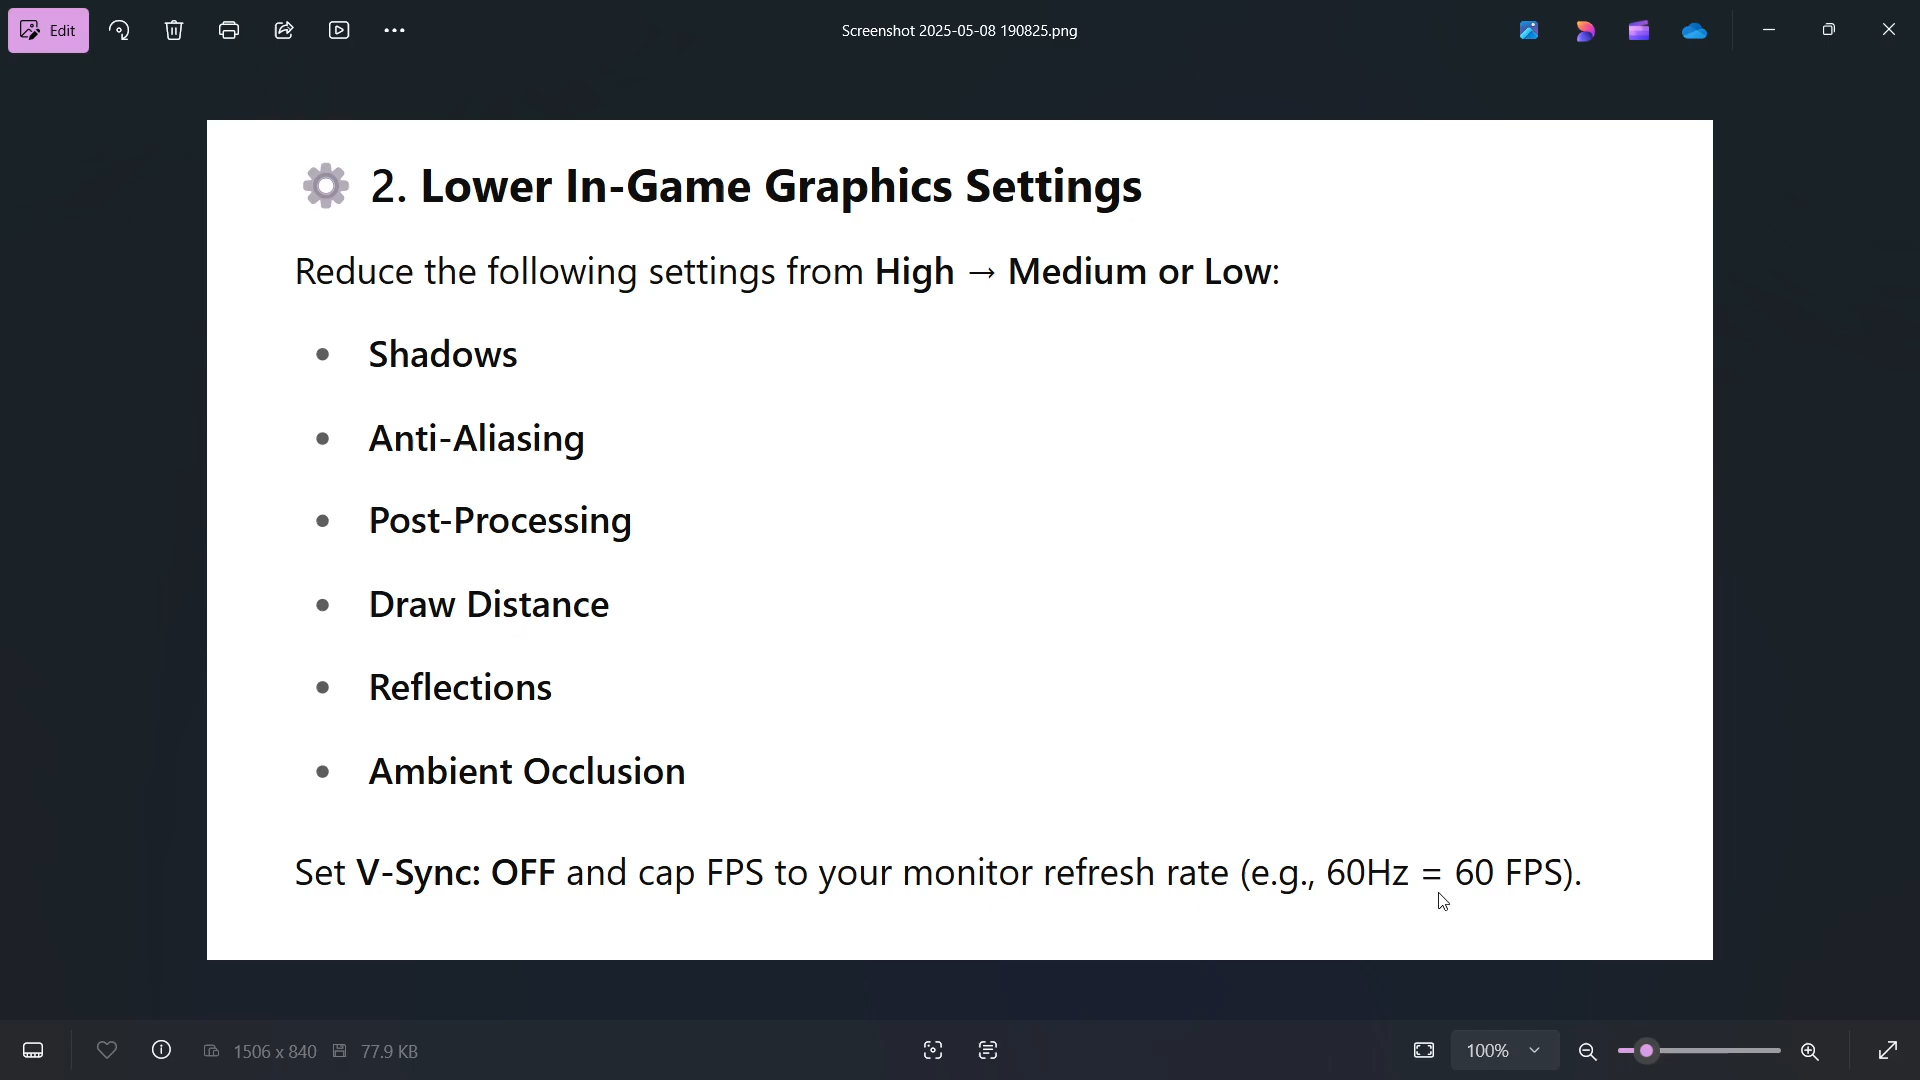 Edit
Screenshot 2025-05-08 190825.png
2. Lower In-Game Graphics Settings
Reduce the following settings from High → Medium or Low:
• Shadows
• Anti-Aliasing
• Post-Processing
• Draw Distance
• Reflections
• Ambient Occlusion
Set V-Sync: OFF and cap FPS to your monitor refresh rate (e.g., 60Hz = 60 FPS).
1506 x 840 77.9 KB 100%